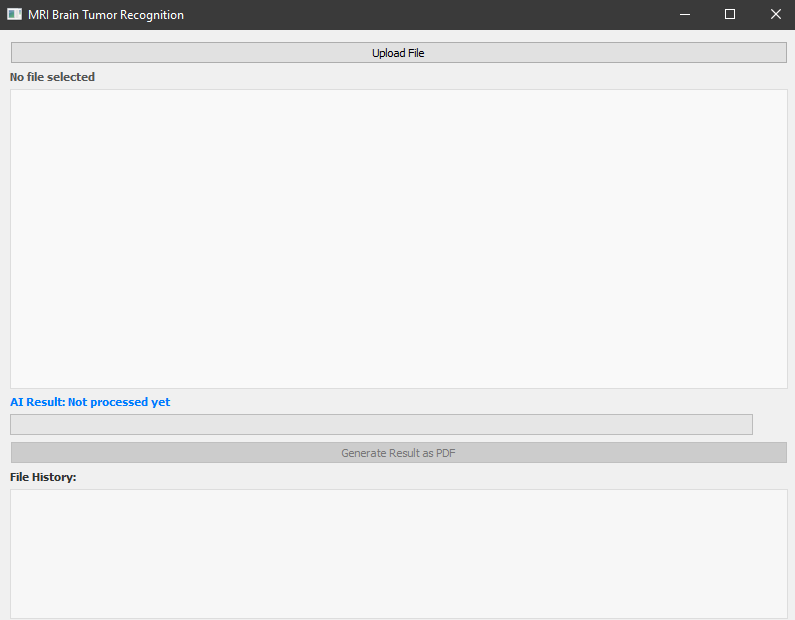 MRI Brain Tumor Recognition
Upload File
No file selected
AI Result: Not processed yet
Generate Result as PDF
File History: